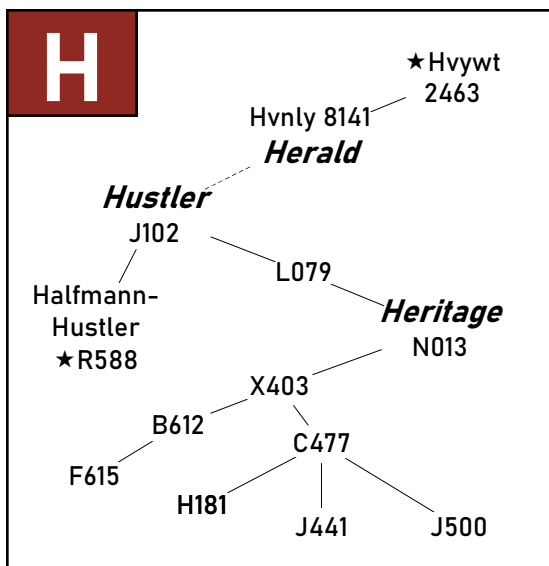 H
★Hvywt
2463
Hvnly 8141
Herald
Hustler
J102
L079
Halfmann-
Hustler
★R588
Heritage
N013
X403
B612
C477
F615
H181
J441
J500